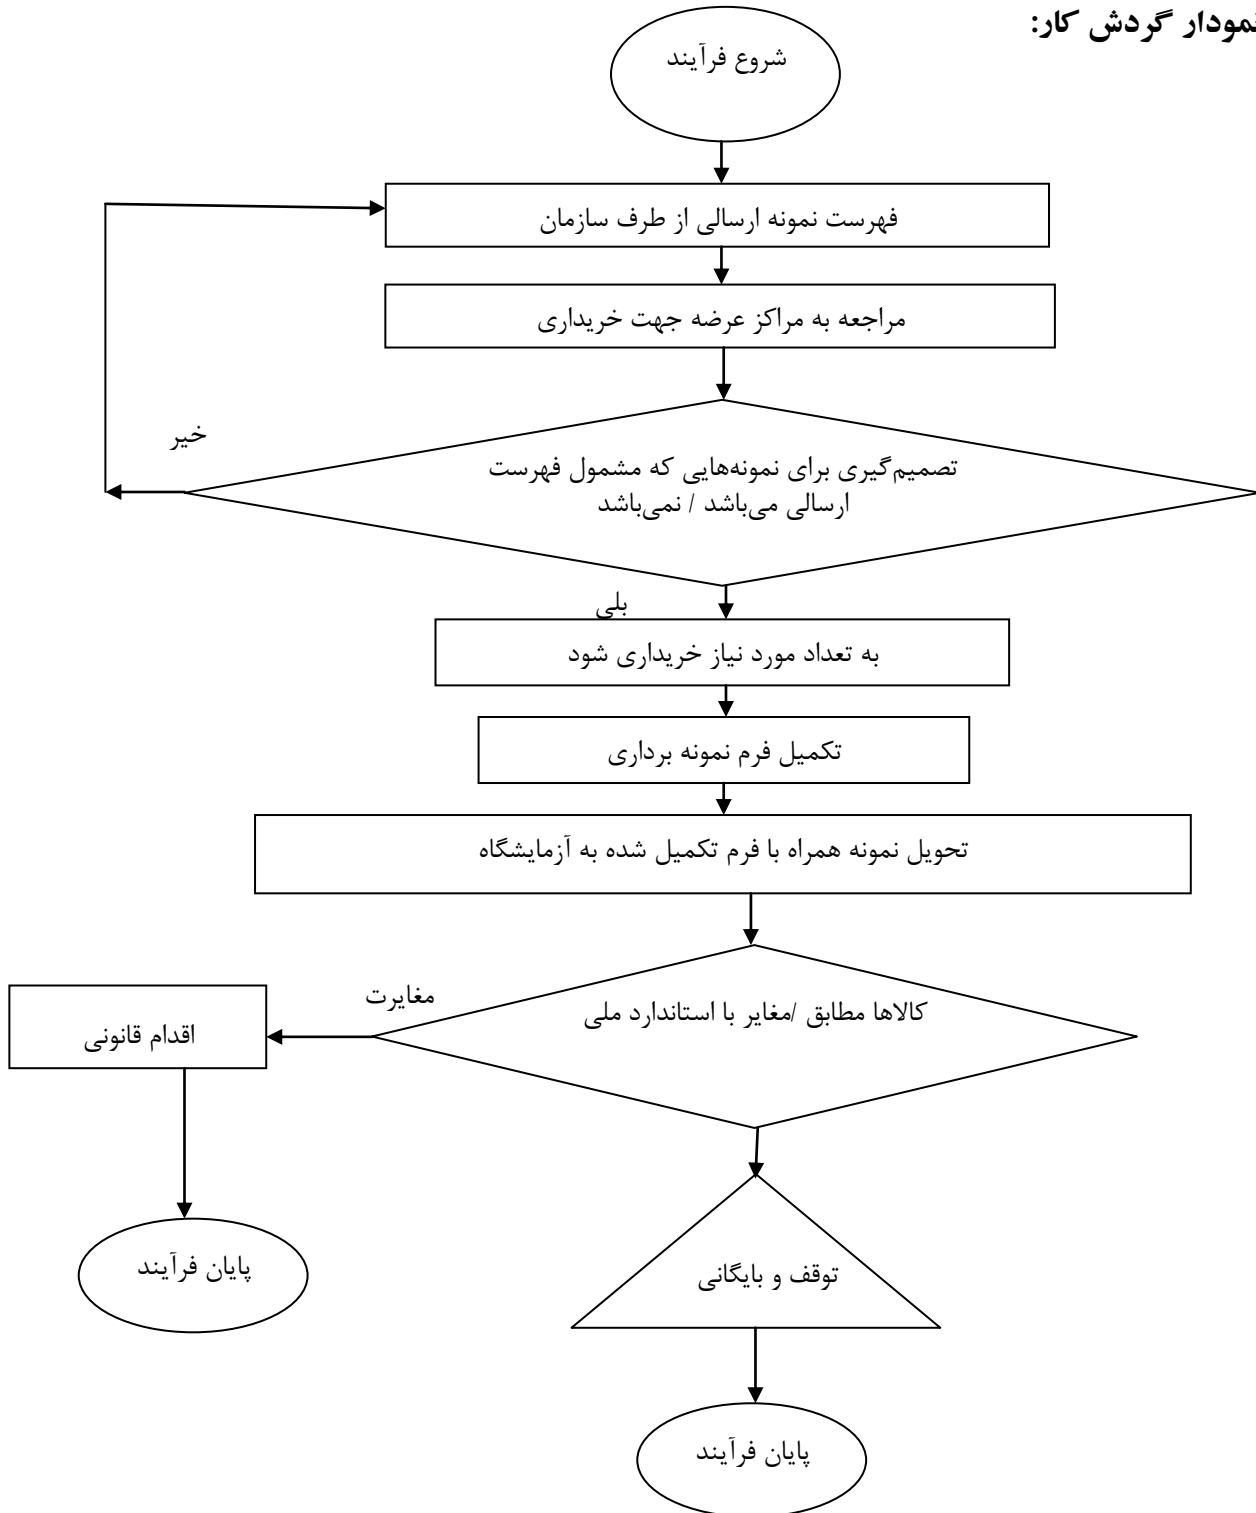 نمودار گردش کار:
شروع فرآیند
فهرست نمونه ارسالی از طرف سازمان
مراجعه به مراکز عرضه جهت خریداری
خیر
تصمیم‌گیری برای نمونه‌هایی که مشمول فهرست
ارسالی می‌باشد / نمی‌باشد
بلی
به تعداد مورد نیاز خریداری شود
تکمیل فرم نمونه برداری
تحویل نمونه همراه با فرم تکمیل شده به آزمایشگاه
کالاها مطابق /مغایر با استاندارد ملی
مغایرت
اقدام قانونی
توقف و بایگانی
پایان فرآیند
پایان فرآیند